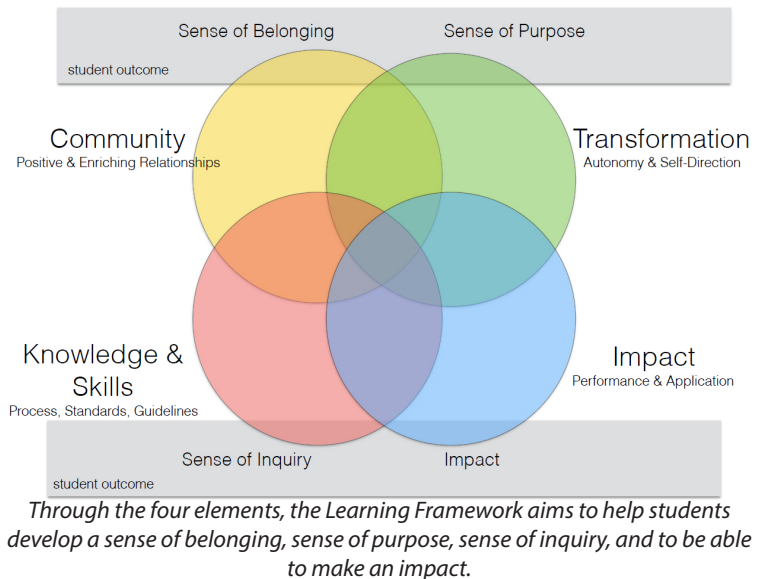 Sense of Belonging
Sense of Purpose
student outcome
Community
Positive & Enriching Relationships
Transformation
Autonomy & Self-Direction
Knowledge &
Skills
Process, Standards, Guidelines
Impact
Performance & Application
Sense of Inquiry
Impact
student outcome
Through the four elements, the Learning Framework aims to help students
develop a sense of belonging, sense of purpose, sense of inquiry, and to be able
to make an impact.